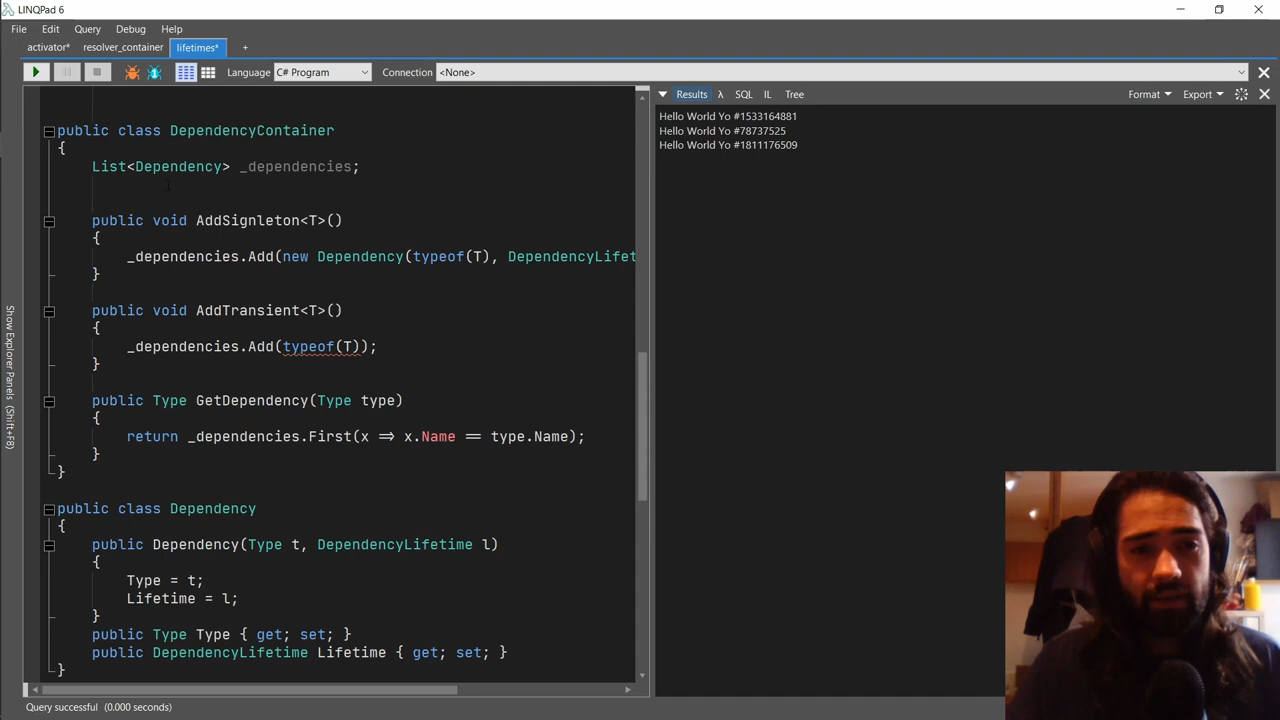 LINQPad 6
File Edit Query Debug Help
activator* resolver_container lifetimes* +
Language C# Program Connection <None>
Results λ SQL IL Tree Format Export
Hello World Yo #1533164881
Hello World Yo #78737525
Hello World Yo #1811176509
public class DependencyContainer
{
List<Dependency> _dependencies;
public void AddSignleton<T>()
{
_dependencies.Add(new Dependency(typeof(T), DependencyLifet
}
public void AddTransient<T>()
{
_dependencies.Add(typeof(T));
}
public Type GetDependency(Type type)
{
return _dependencies.First(x => x.Name == type.Name);
}
}
public class Dependency
{
public Dependency(Type t, DependencyLifetime l)
{
Type = t;
Lifetime = l;
}
public Type Type { get; set; }
public DependencyLifetime Lifetime { get; set; }
}
Show Explorer Panels (Shift+F8)
Query successful (0.000 seconds)